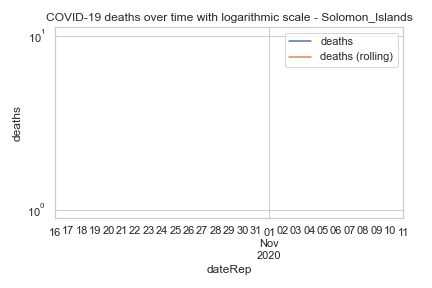 COVID-19 deaths over time with logarithmic scale - Solomon_Islands
deaths
deaths (rolling)
10¹
deaths
10⁰
16 17 18 19 20 21 22 23 24 25 26 27 28 29 30 31 01 02 03 04 05 06 07 08 09 10 11
Nov
2020
dateRep